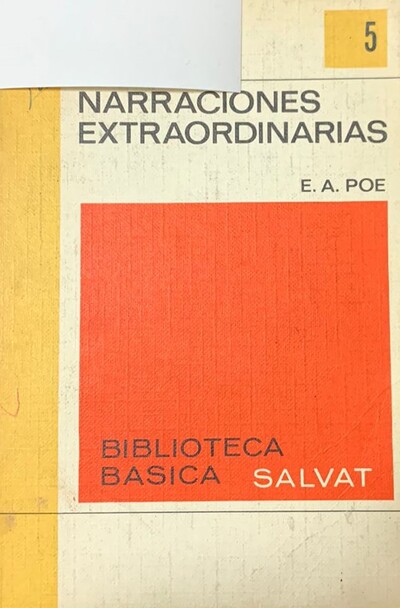 5
NARRACIONES
EXTRAORDINARIAS
E. A. POE
BIBLIOTECA
BASICA SALVAT